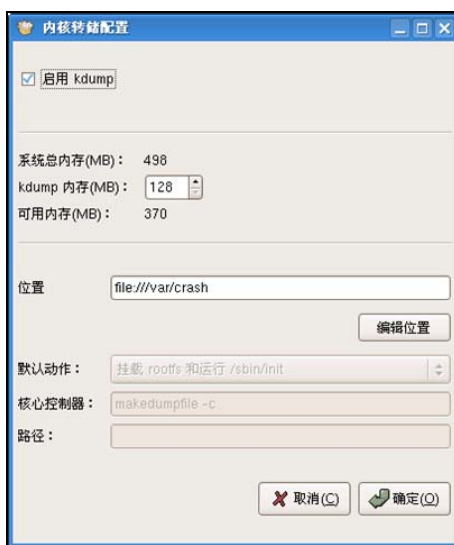 内核转储配置
启用 kdump
系统总内存(MB)： 498
kdump 内存(MB)： 128
可用内存(MB)： 370
位置 file:///var/crash
编辑位置
默认动作： 挂载 rootfs 和运行 /sbin/init
核心控制器： makedumpfile -c
路径：
取消(C) 确定(O)